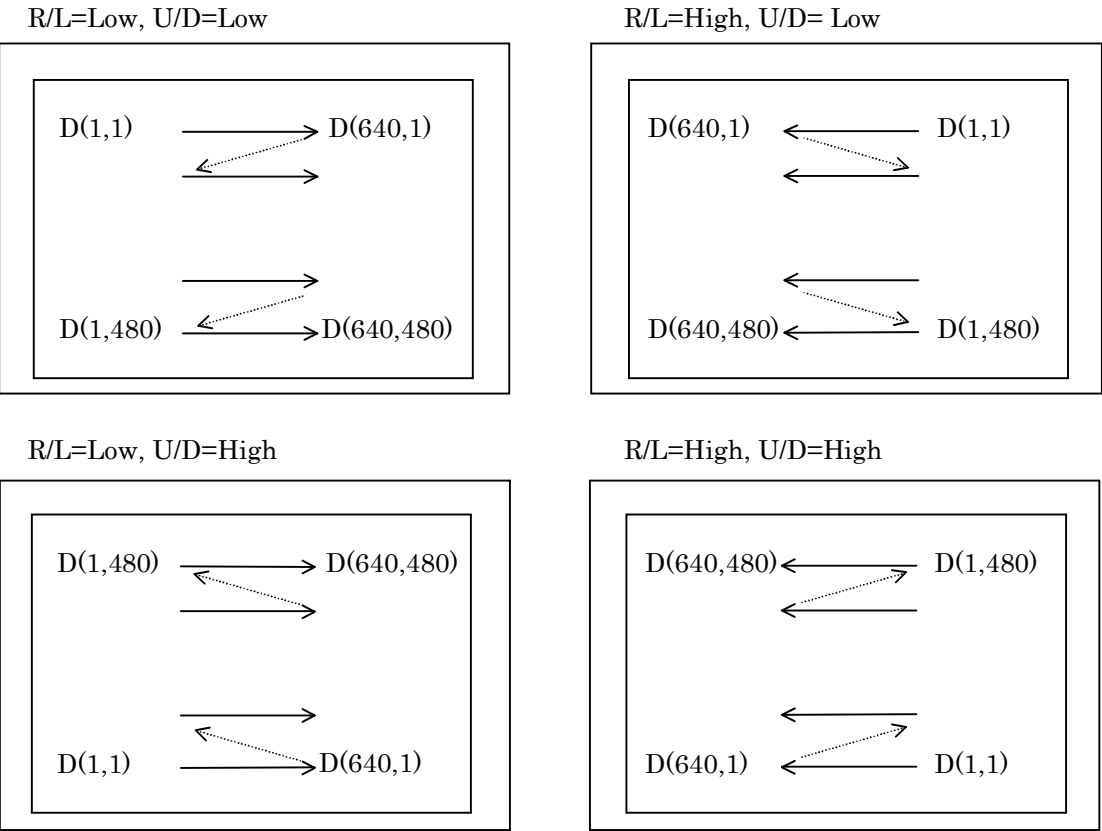 R/L=Low, U/D=Low
D(1,1) D(640,1)
D(1,480) D(640,480)
R/L=High, U/D= Low
D(640,1) D(1,1)
D(640,480) D(1,480)
R/L=Low, U/D=High
D(1,480) D(640,480)
D(1,1) D(640,1)
R/L=High, U/D=High
D(640,480) D(1,480)
D(640,1) D(1,1)